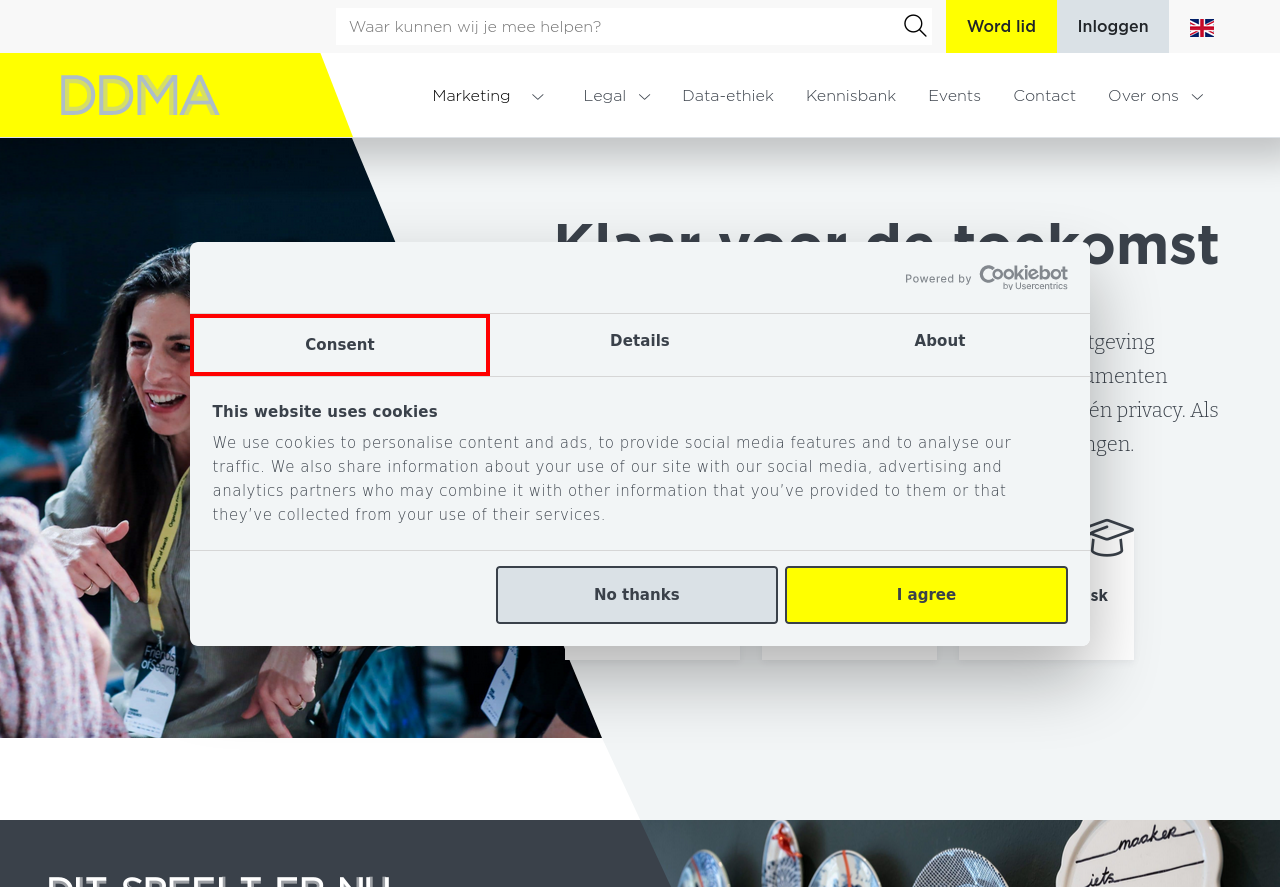 Waar kunnen wij je mee helpen?
Word lid
Inloggen
DDMA
Marketing
Legal
Data-ethiek
Kennisbank
Events
Contact
Over ons
Klaar voor de toekomst
Powered by Cookiebot
by Usercentrics
Consent
Details
About
This website uses cookies
We use cookies to personalise content and ads, to provide social media features and to analyse our
traffic. We also share information about your use of our site with our social media, advertising and
analytics partners who may combine it with other information that you’ve provided to them or that
they’ve collected from your use of their services.
én privacy. Als
No thanks
I agree
Friends
of Search
DIT SPEELT ER NU
maaker
iets